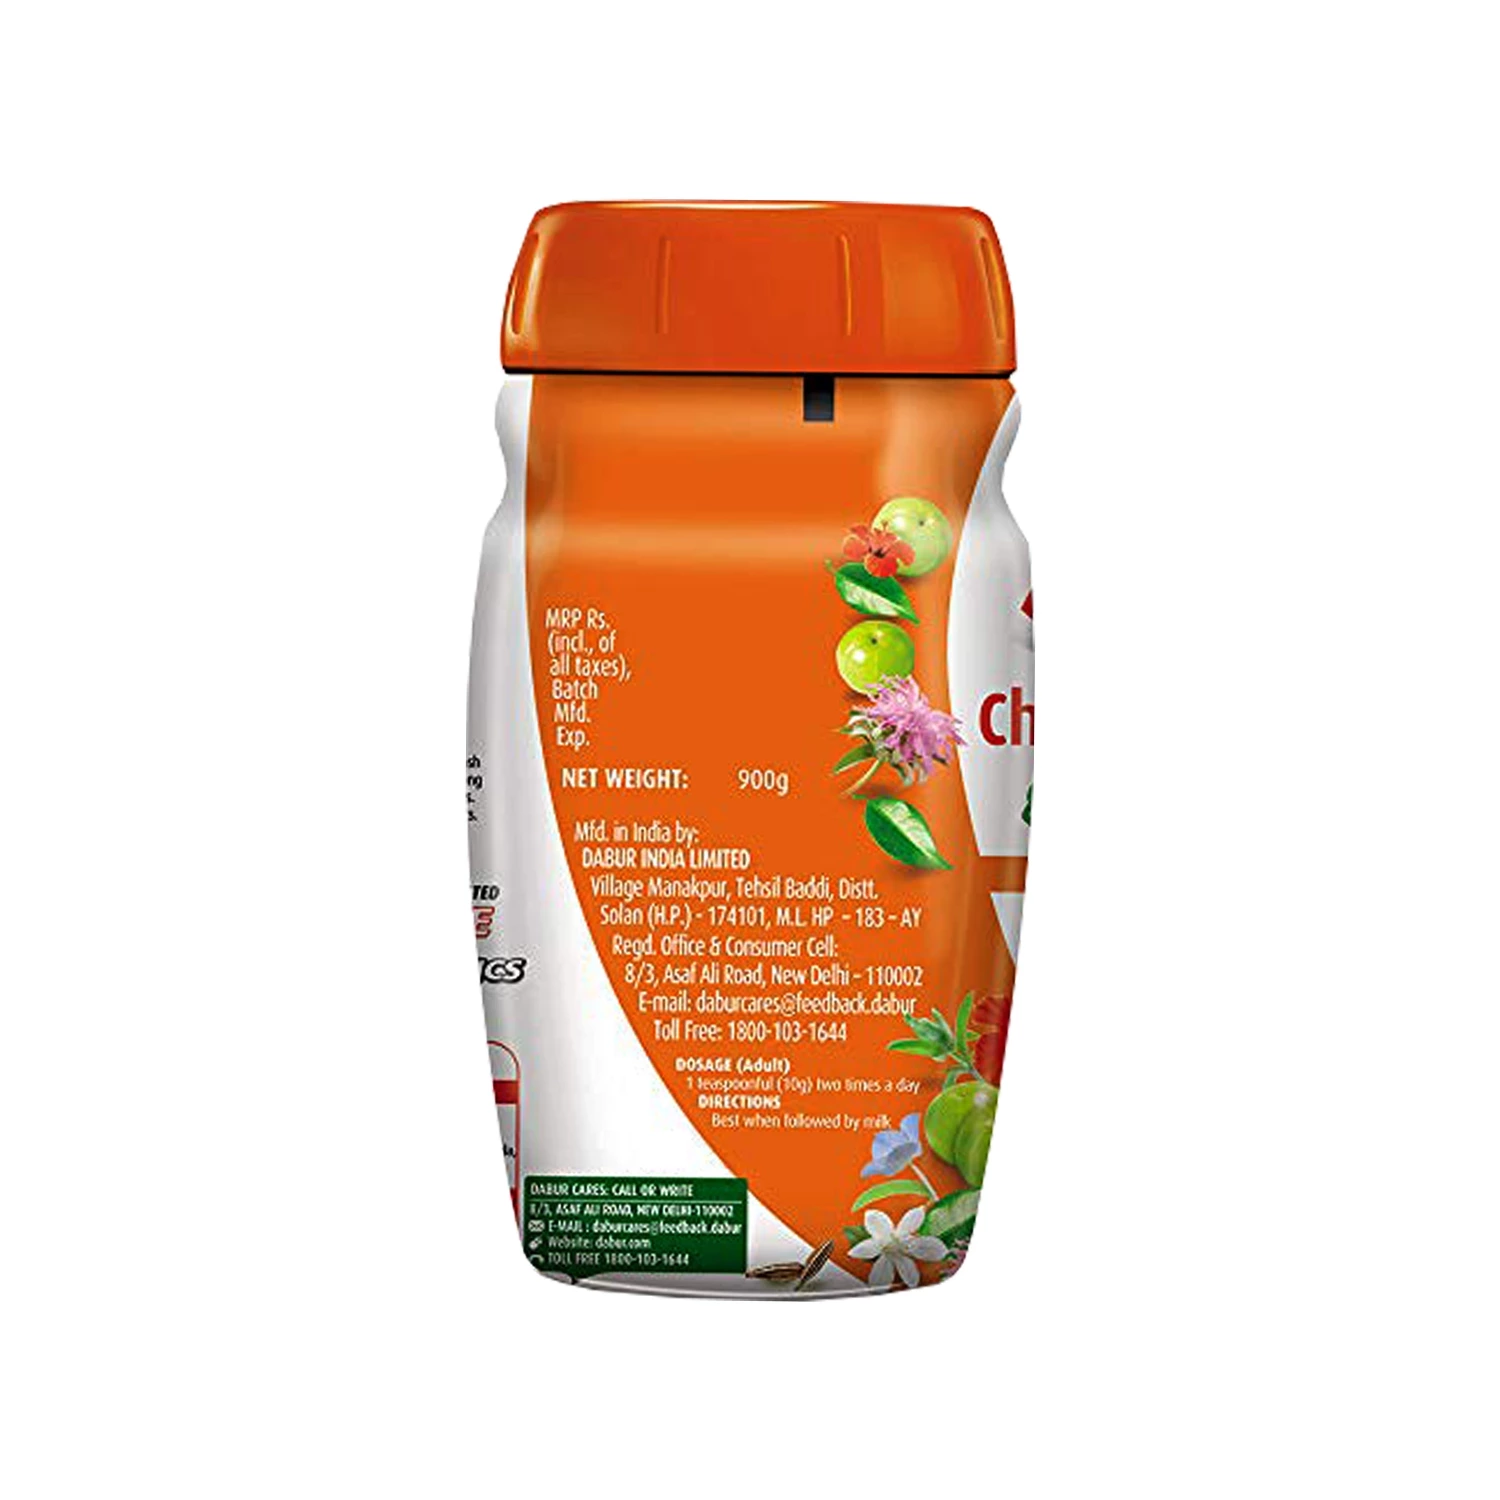 MRP Rs.
(incl., of
all taxes),
Batch
Mfd.
Exp.
NET WEIGHT: 900g
Mfd. in India by:
DABUR INDIA LIMITED
Village Manakpur, Tehsil Baddi, Distt.
Solan (H.P.) - 174101, M.L. HP - 183 - AY
Regd. Office & Consumer Cell:
8/3, Asaf Ali Road, New Delhi - 110002
E-mail: daburcares@feedback.dabur
Toll Free: 1800-103-1644
DOSAGE (Adult)
1 teaspoonful (10g) two times a day
DIRECTIONS
Best when followed by milk
DABUR CARES: CALL OR WRITE
8/3, ASAF ALI ROAD, NEW DELHI-110002
E-MAIL : daburcares@feedback.dabur
Website: dabur.com
TOLL FREE 1800-103-1644
Ch